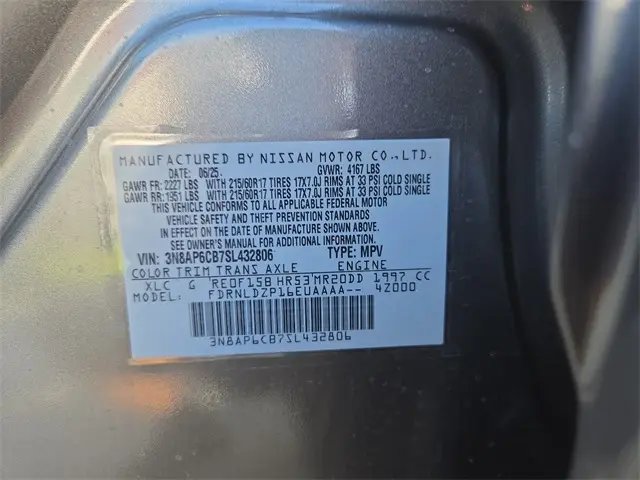 MANUFACTURED BY NISSAN MOTOR CO., LTD.
DATE: 06/25 GVWR: 4167 LBS
GAWR FR: 2227 LBS WITH 215/60R17 TIRES 17X7.0J RIMS AT 33 PSI COLD SINGLE
GAWR RR: 1951 LBS WITH 215/60R17 TIRES 17X7.0J RIMS AT 33 PSI COLD SINGLE
THIS VEHICLE CONFORMS TO ALL APPLICABLE FEDERAL MOTOR
VEHICLE SAFETY AND THEFT PREVENTION STANDARDS
IN EFFECT ON THE DATE OF MANUFACTURE SHOWN ABOVE.
SEE OWNER'S MANUAL FOR ADDITIONAL INFORMATION.
VIN: 3N8AP6CB7SL432806 TYPE: MPV
COLOR TRIM TRANS AXLE ENGINE
XLC G RE0F15B HR53 MR20DD 1997 CC
MODEL: FDRNLDZP16EUAAAA-- 4Z000
3N8AP6CB7SL432806